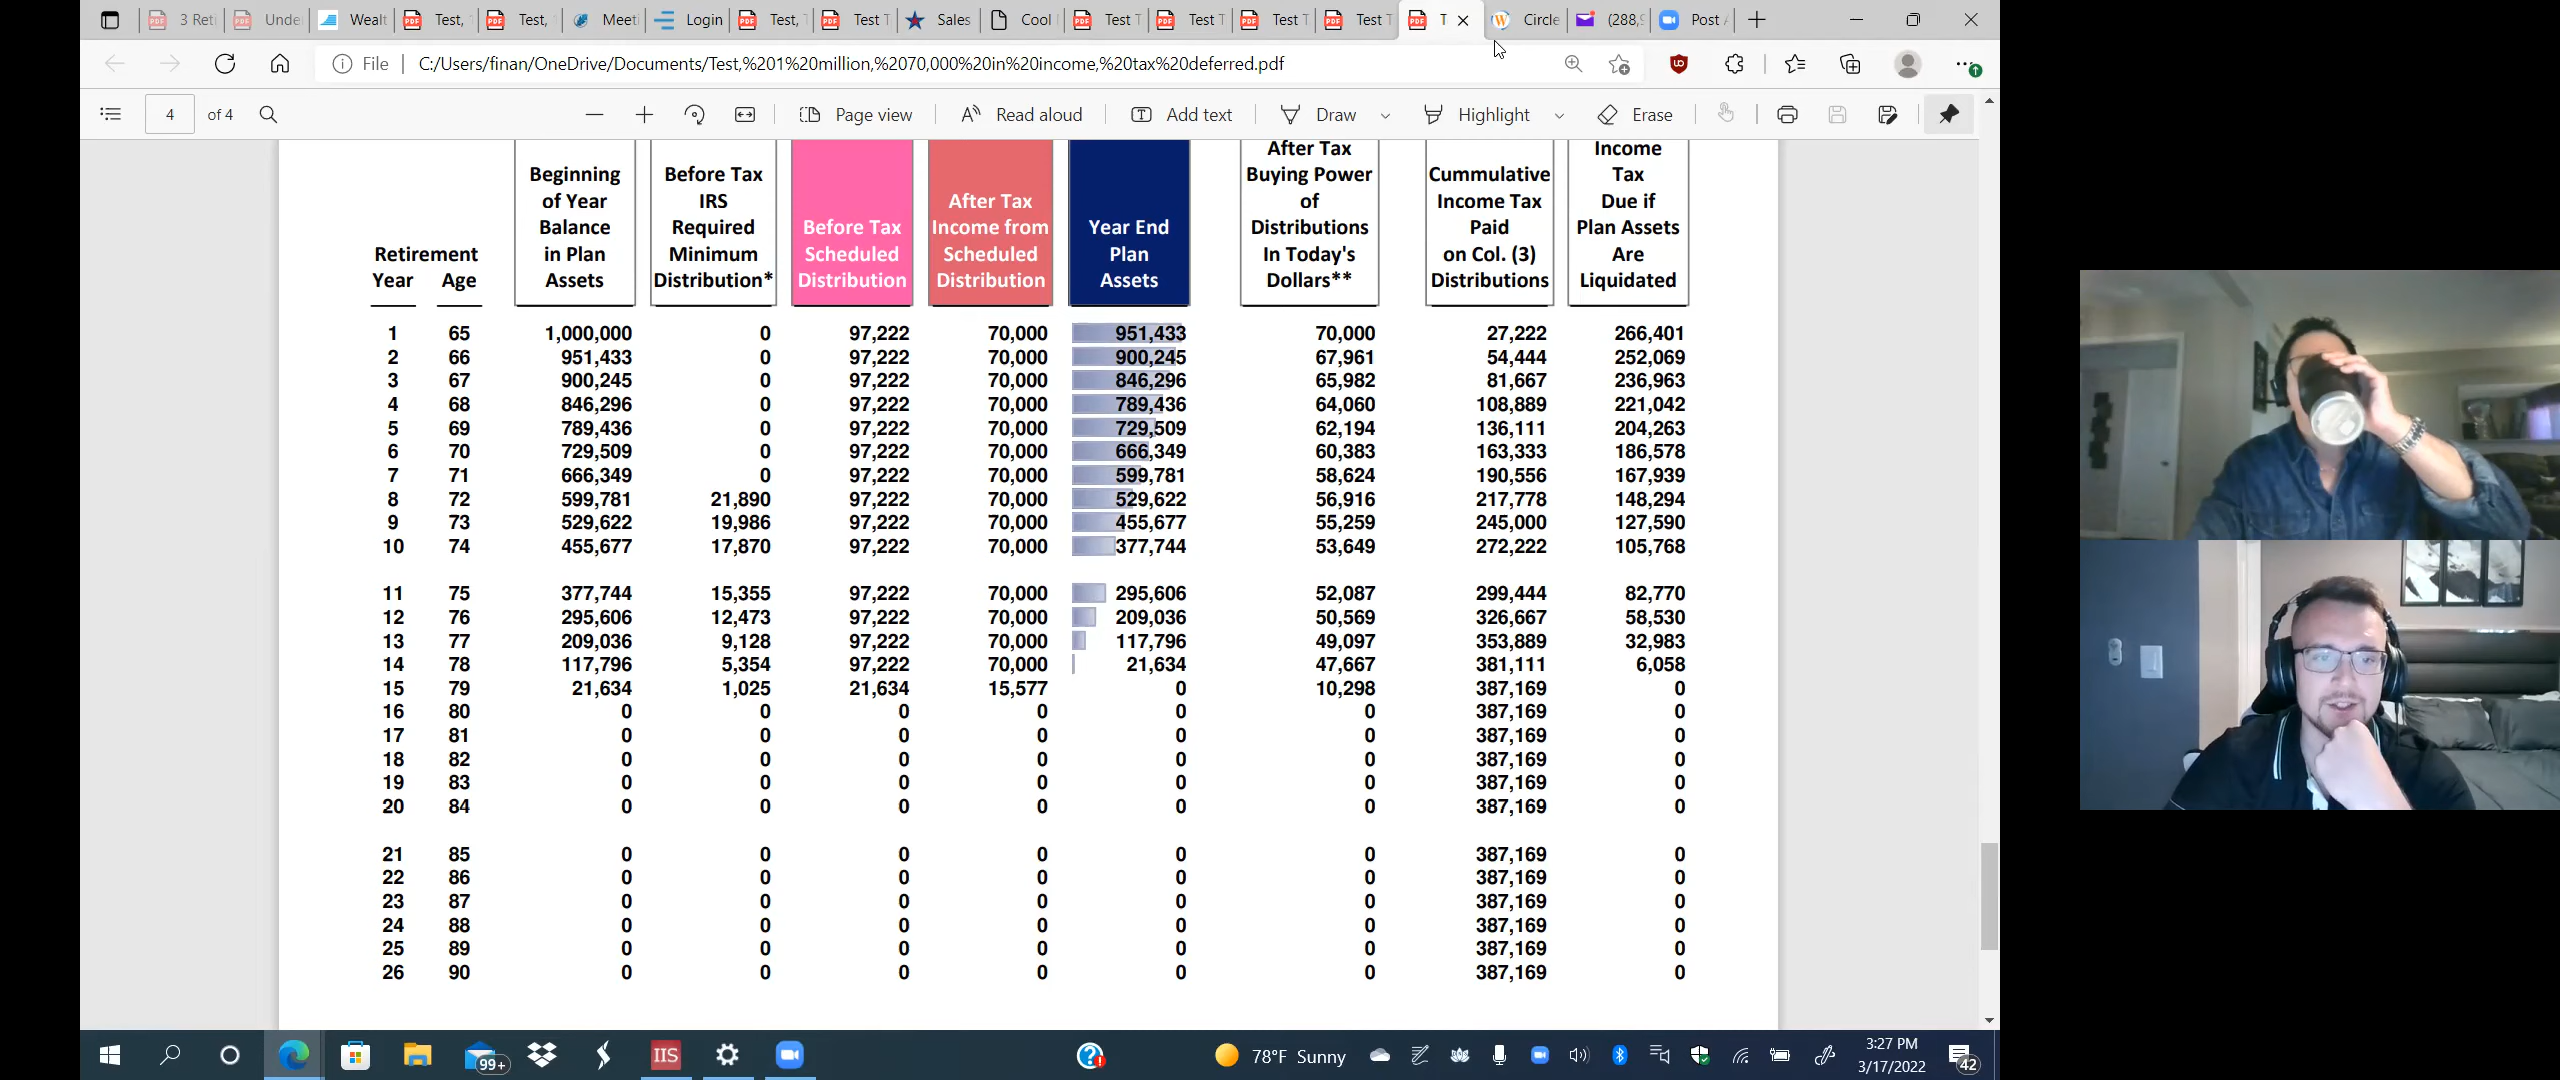 3 Reti
Unde
Wealt
Test,
Test,
Meeti
Login
Test,
Test T
Sales
Cool
Test T
Test T
Test T
Test T
T
Circle
(288,9
Post A
File
C:/Users/finan/OneDrive/Documents/Test,%201%20million,%2070,000%20in%20income,%20tax%20deferred.pdf
4 of 4
Page view
Read aloud
Add text
Draw
Highlight
Erase
Retirement
Year Age
Beginning
of Year
Balance
in Plan
Assets
Before Tax
IRS
Required
Minimum
Distribution*
Before Tax
Scheduled
Distribution
After Tax
Income from
Scheduled
Distribution
Year End
Plan
Assets
After Tax
Buying Power
of
Distributions
In Today's
Dollars**
Cummulative
Income Tax
Paid
on Col. (3)
Distributions
Income
Tax
Due if
Plan Assets
Are
Liquidated
1 65 1,000,000 0 97,222 70,000 951,433 70,000 27,222 266,401
2 66 951,433 0 97,222 70,000 900,245 67,961 54,444 252,069
3 67 900,245 0 97,222 70,000 846,296 65,982 81,667 236,963
4 68 846,296 0 97,222 70,000 789,436 64,060 108,889 221,042
5 69 789,436 0 97,222 70,000 729,509 62,194 136,111 204,263
6 70 729,509 0 97,222 70,000 666,349 60,383 163,333 186,578
7 71 666,349 0 97,222 70,000 599,781 58,624 190,556 167,939
8 72 599,781 21,890 97,222 70,000 529,622 56,916 217,778 148,294
9 73 529,622 19,986 97,222 70,000 455,677 55,259 245,000 127,590
10 74 455,677 17,870 97,222 70,000 377,744 53,649 272,222 105,768
11 75 377,744 15,355 97,222 70,000 295,606 52,087 299,444 82,770
12 76 295,606 12,473 97,222 70,000 209,036 50,569 326,667 58,530
13 77 209,036 9,128 97,222 70,000 117,796 49,097 353,889 32,983
14 78 117,796 5,354 97,222 70,000 21,634 47,667 381,111 6,058
15 79 21,634 1,025 21,634 15,577 0 10,298 387,169 0
16 80 0 0 0 0 0 0 387,169 0
17 81 0 0 0 0 0 0 387,169 0
18 82 0 0 0 0 0 0 387,169 0
19 83 0 0 0 0 0 0 387,169 0
20 84 0 0 0 0 0 0 387,169 0
21 85 0 0 0 0 0 0 387,169 0
22 86 0 0 0 0 0 0 387,169 0
23 87 0 0 0 0 0 0 387,169 0
24 88 0 0 0 0 0 0 387,169 0
25 89 0 0 0 0 0 0 387,169 0
26 90 0 0 0 0 0 0 387,169 0
99+
IIS
78°F Sunny
3:27 PM
3/17/2022
42